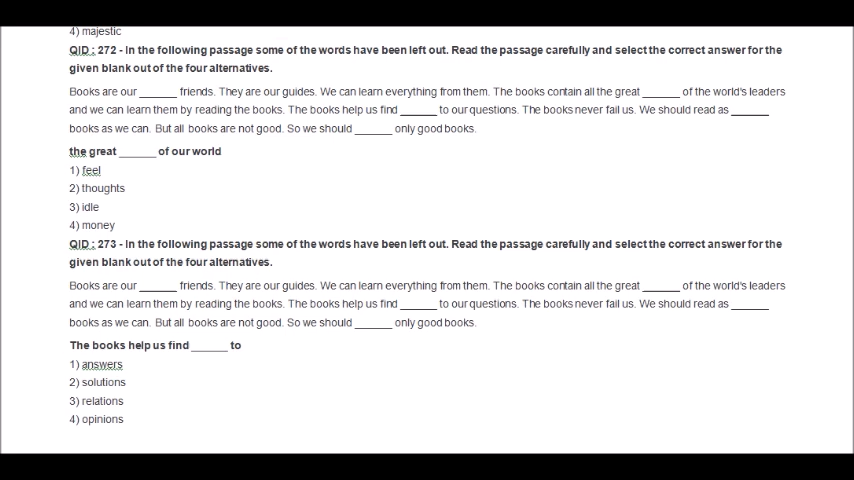 4) majestic
QID : 272 - In the following passage some of the words have been left out. Read the passage carefully and select the correct answer for the
given blank out of the four alternatives.
Books are our ______ friends. They are our guides. We can learn everything from them. The books contain all the great ______ of the world's leaders
and we can learn them by reading the books. The books help us find ______ to our questions. The books never fail us. We should read as ______
books as we can. But all books are not good. So we should ______ only good books.
the great ______ of our world
1) feel
2) thoughts
3) idle
4) money
QID : 273 - In the following passage some of the words have been left out. Read the passage carefully and select the correct answer for the
given blank out of the four alternatives.
Books are our ______ friends. They are our guides. We can learn everything from them. The books contain all the great ______ of the world's leaders
and we can learn them by reading the books. The books help us find ______ to our questions. The books never fail us. We should read as ______
books as we can. But all books are not good. So we should ______ only good books.
The books help us find ______ to
1) answers
2) solutions
3) relations
4) opinions